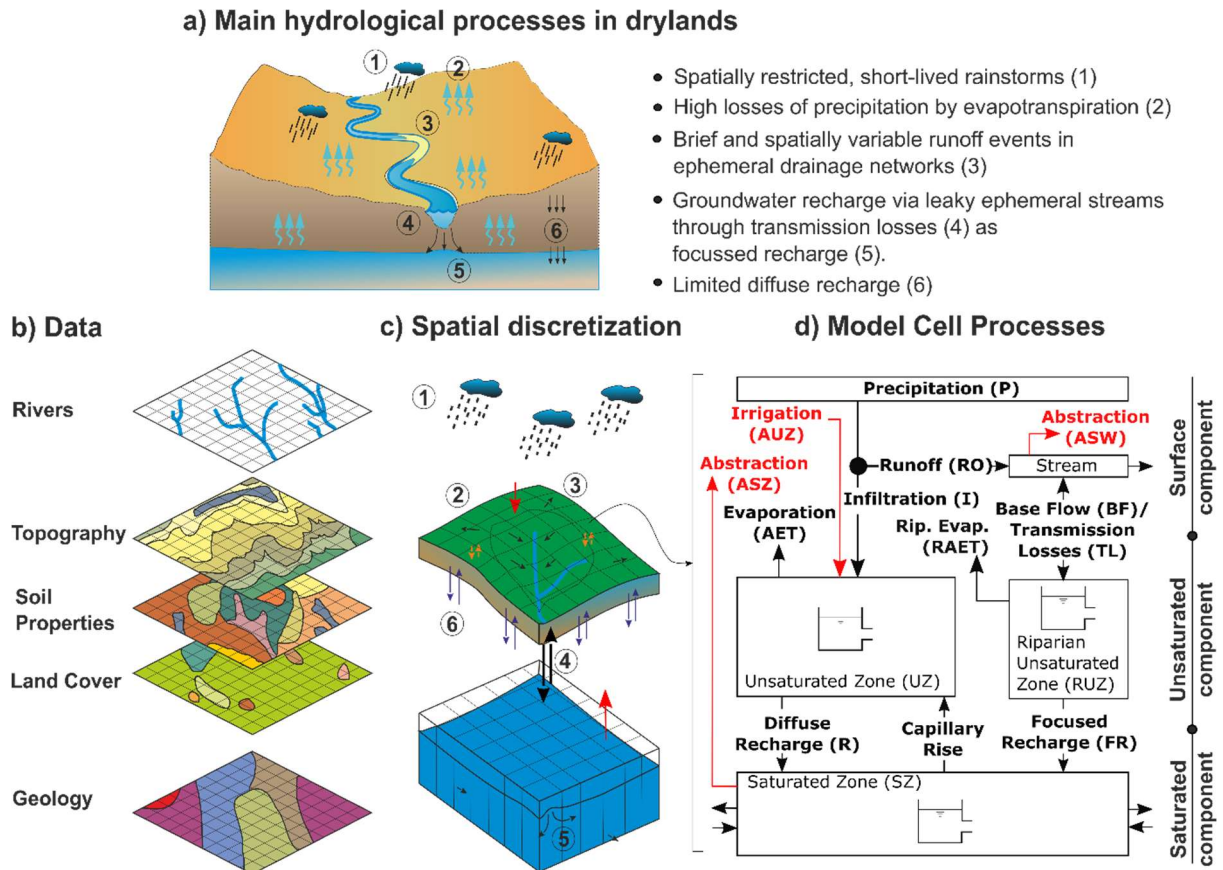 a) Main hydrological processes in drylands
1
2
3
4
5
6
• Spatially restricted, short-lived rainstorms (1)
• High losses of precipitation by evapotranspiration (2)
• Brief and spatially variable runoff events in
ephemeral drainage networks (3)
• Groundwater recharge via leaky ephemeral streams
through transmission losses (4) as
focussed recharge (5).
• Limited diffuse recharge (6)
b) Data
Rivers
Topography
Soil
Properties
Land Cover
Geology
c) Spatial discretization
1
2
3
6
4
5
d) Model Cell Processes
Precipitation (P)
Irrigation
(AUZ)
Abstraction
(ASW)
Abstraction
(ASZ)
Runoff (RO)
Stream
Infiltration (I)
Evaporation
(AET)
Rip. Evap.
(RAET)
Base Flow (BF)/
Transmission
Losses (TL)
Unsaturated Zone (UZ)
Riparian
Unsaturated
Zone (RUZ)
Diffuse
Recharge (R)
Capillary
Rise
Focused
Recharge (FR)
Saturated Zone (SZ)
Surface
component
Unsaturated
component
Saturated
component